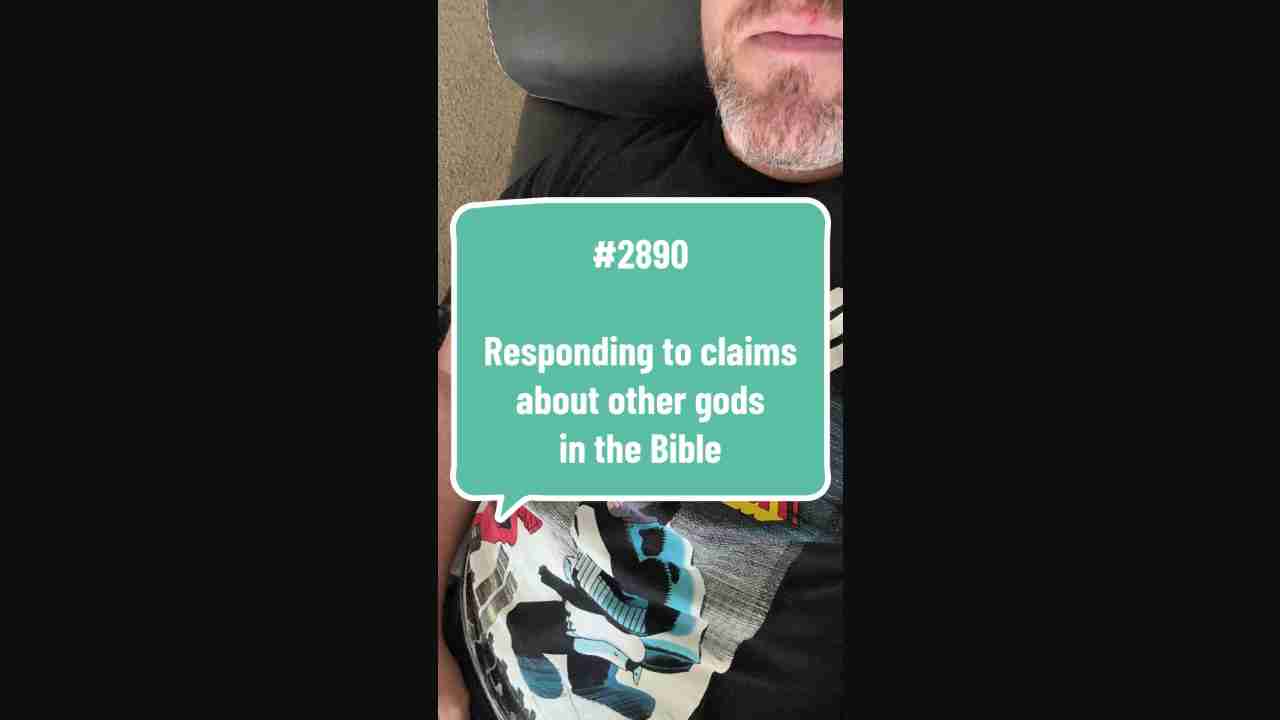 #2890
Responding to claims
about other gods
in the Bible